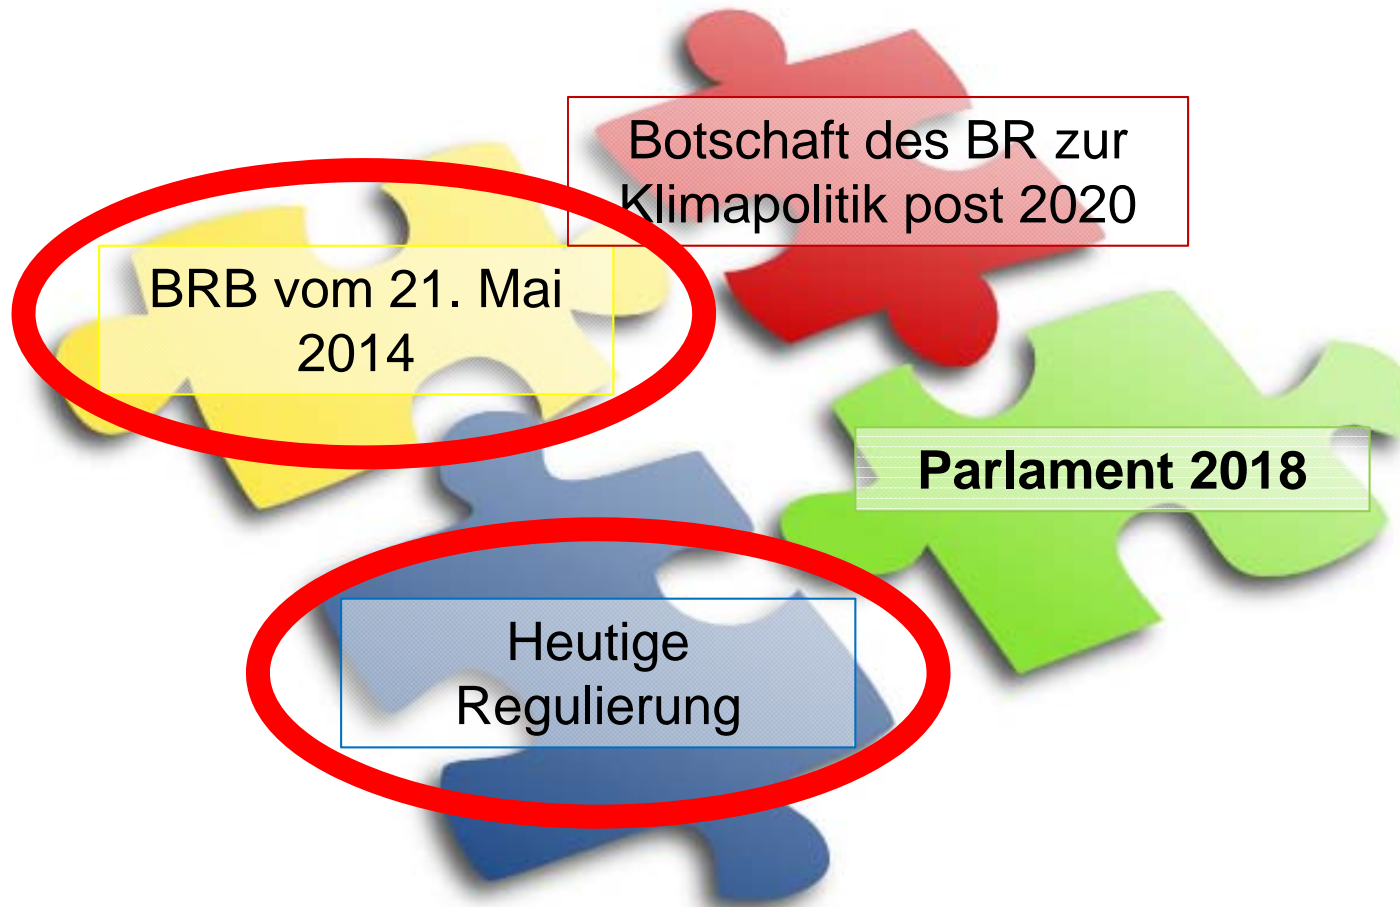 Botschaft des BR zur
Klimapolitik post 2020
BRB vom 21. Mai
2014
Parlament 2018
Heutige
Regulierung